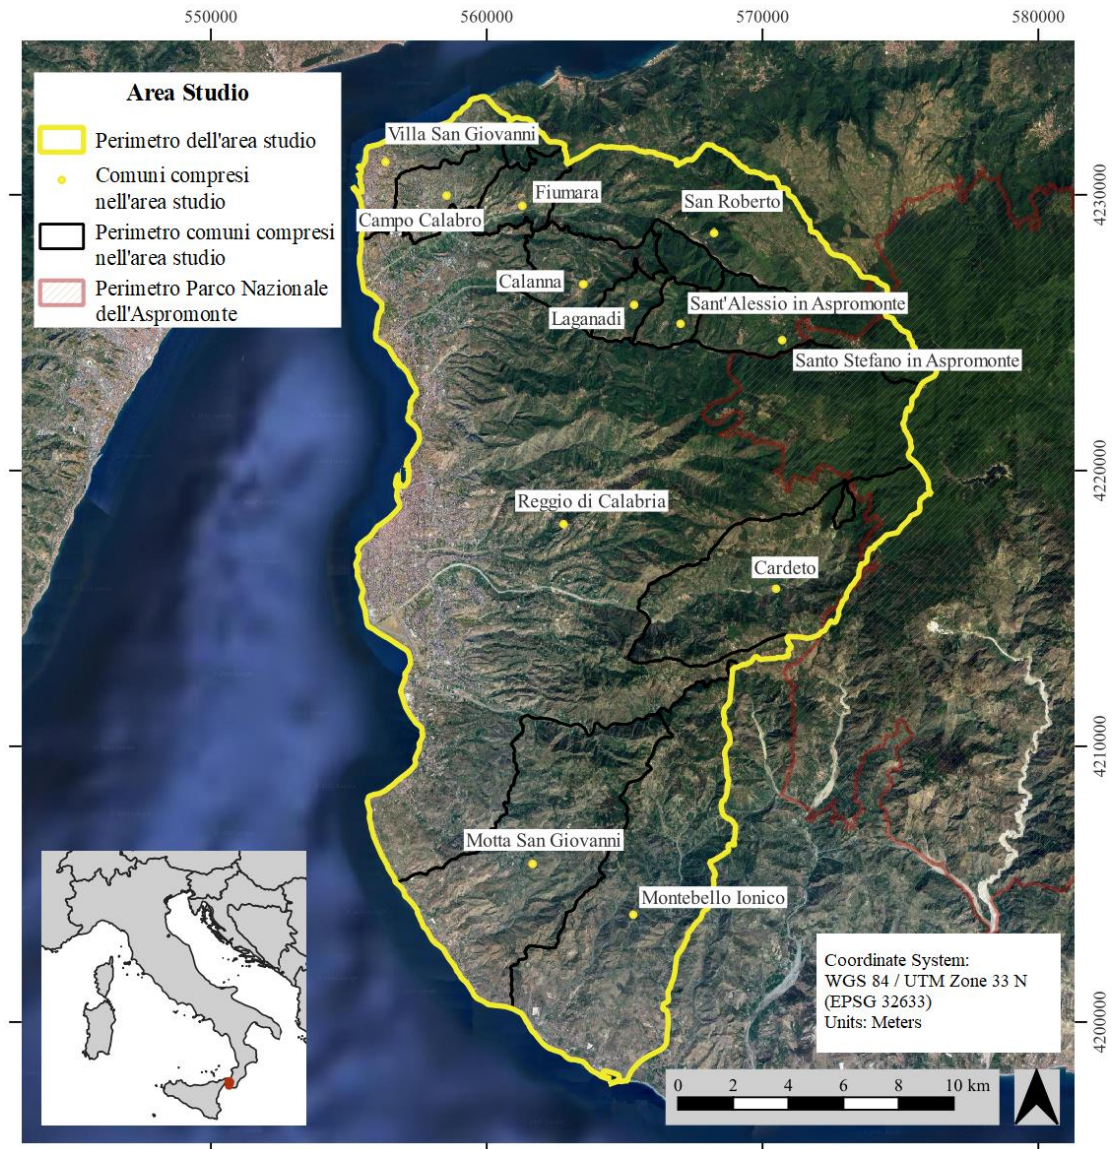 550000
560000
570000
580000
Area Studio
Perimetro dell'area studio
Comuni compresi
nell'area studio
Perimetro comuni compresi
nell'area studio
Perimetro Parco Nazionale
dell'Aspromonte
Villa San Giovanni
Fiumara
San Roberto
Campo Calabro
Calanna
Laganadi
Sant'Alessio in Aspromonte
Santo Stefano in Aspromonte
Reggio di Calabria
Cardeto
Motta San Giovanni
Montebello Ionico
4230000
4220000
4210000
4200000
Coordinate System:
WGS 84 / UTM Zone 33 N
(EPSG 32633)
Units: Meters
0 2 4 6 8 10 km